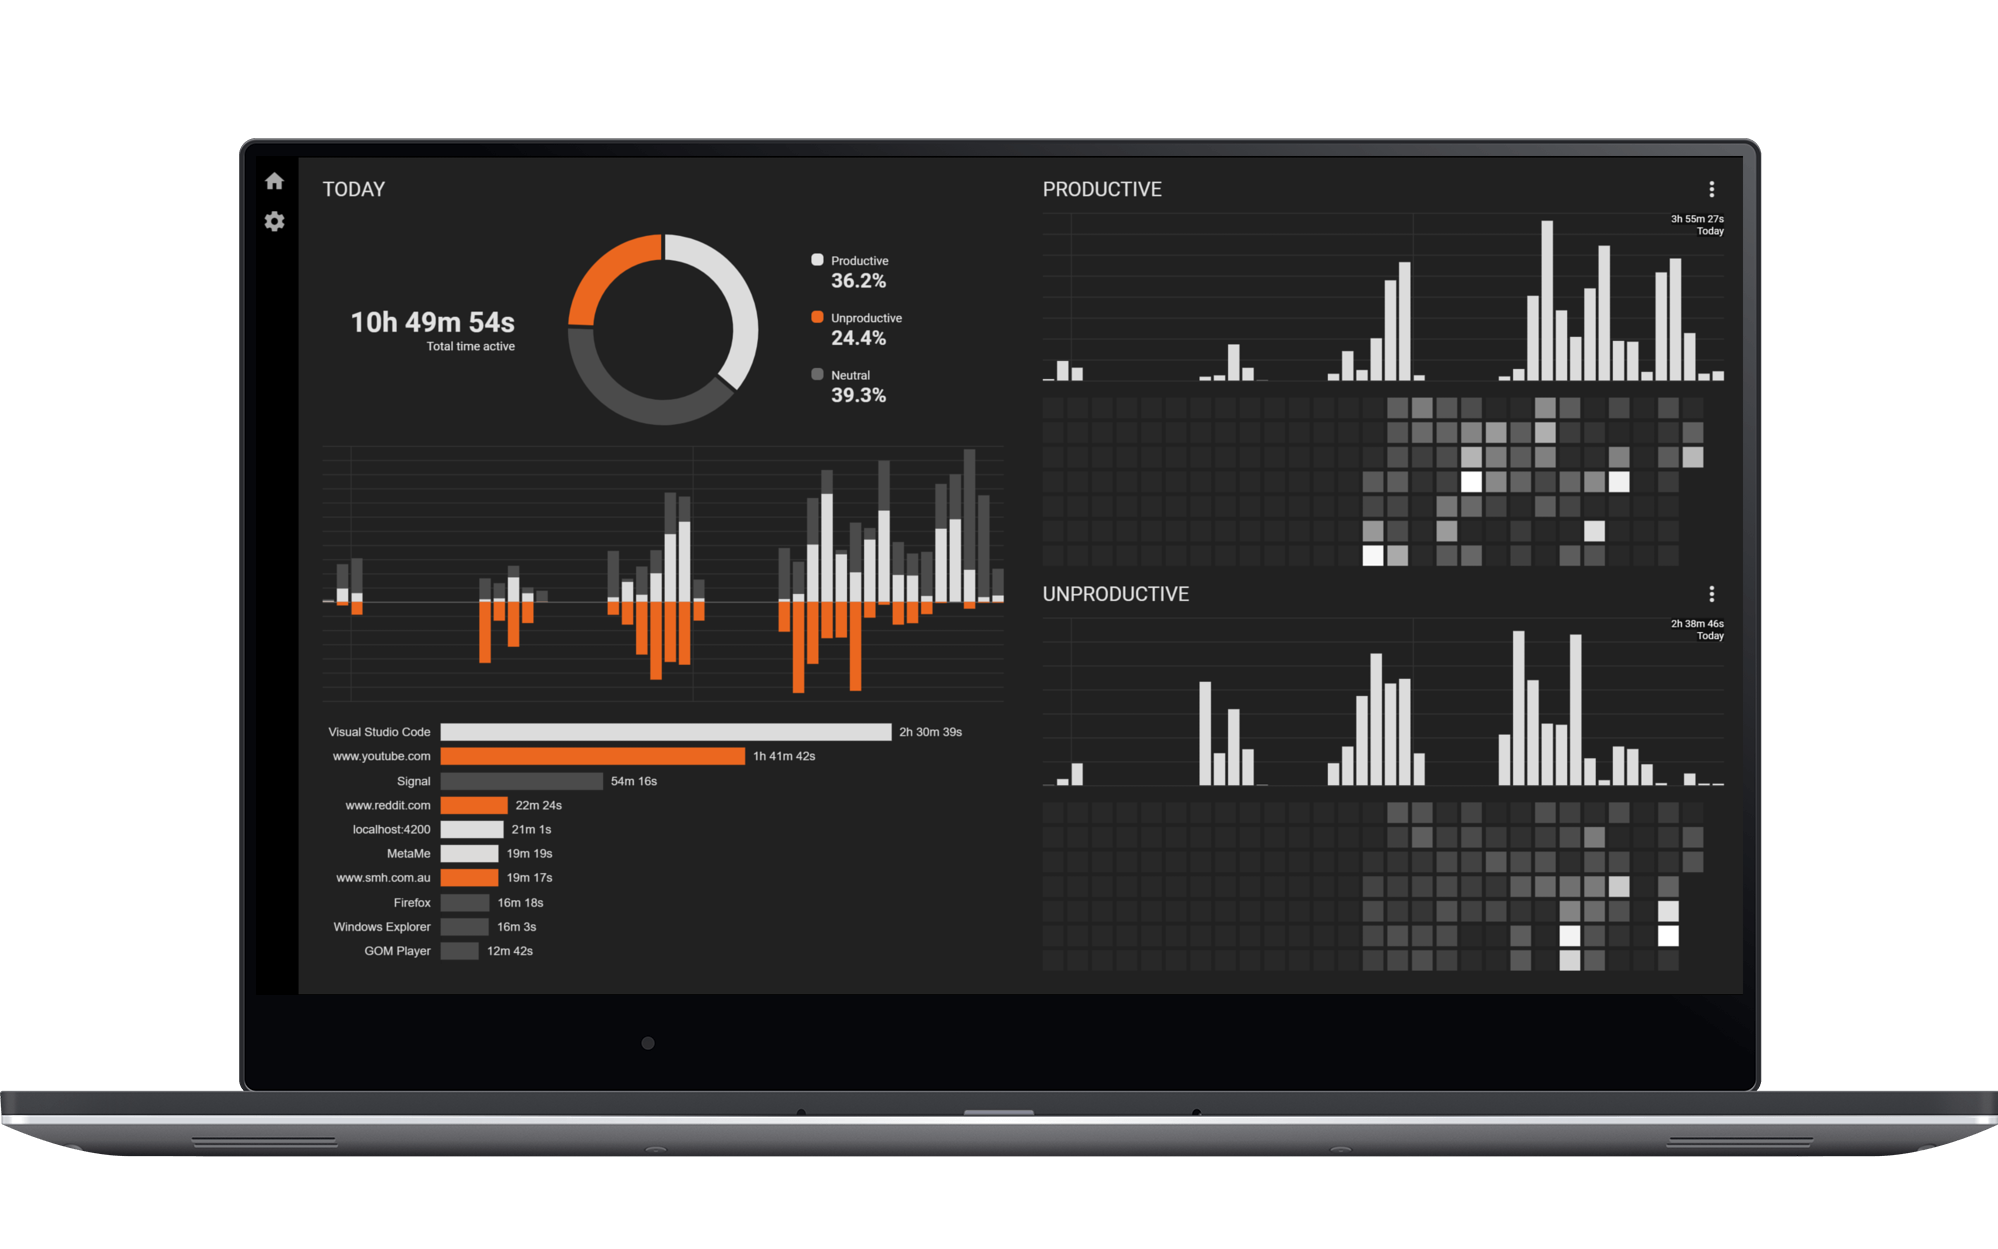 TODAY
10h 49m 54s
Total time active
Productive
36.2%
Unproductive
24.4%
Neutral
39.3%
Visual Studio Code 2h 30m 39s
www.youtube.com 1h 41m 42s
Signal 54m 16s
www.reddit.com 22m 24s
localhost:4200 21m 1s
MetaMe 19m 19s
www.smh.com.au 19m 17s
Firefox 16m 18s
Windows Explorer 16m 3s
GOM Player 12m 42s
PRODUCTIVE
3h 55m 27s
Today
UNPRODUCTIVE
2h 38m 46s
Today